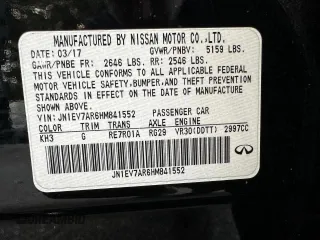 MANUFACTURED BY NISSAN MOTOR CO.,LTD.
DATE: 03/17 GVWR/PNBV: 5159 LBS.
GAWR/PNBE FR: 2646 LBS. RR: 2546 LBS.
THIS VEHICLE CONFORMS TO ALL APPLICABLE
FEDERAL MOTOR VEHICLE SAFETY,BUMPER,AND THEFT
PREVENTION STANDARDS IN EFFECT ON THE DATE OF
MANUFACTURE SHOWN ABOVE.
JN1EV7AR6HM841552 PASSENGER CAR
COLOR TRIM TRANS AXLE ENGINE
KH3 G RE7R01A RG29 VR30(DDTT) 2997CC
JN1EV7AR6HM841552
INFINITI